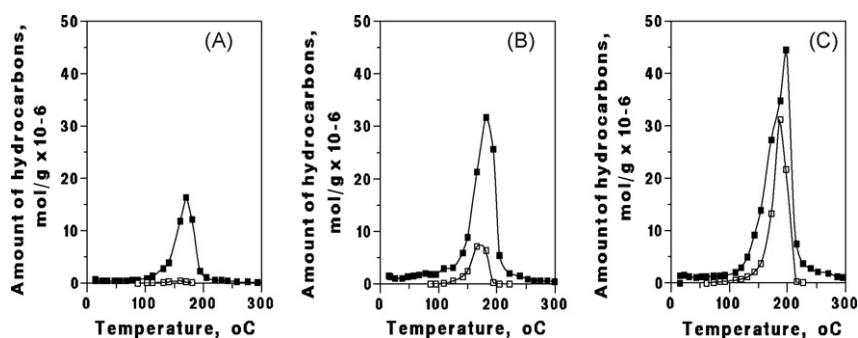 Amount of hydrocarbons,
mol/g x 10-6
50
40
30
20
10
0
(A)
0
100
200
300
Temperature, oC
Amount of hydrocarbons,
mol/g x 10-6
50
40
30
20
10
0
(B)
0
100
200
300
Temperature, oC
Amount of hydrocarbons,
mol/g x 10-6
50
40
30
20
10
0
(C)
0
100
200
300
Temperature, oC